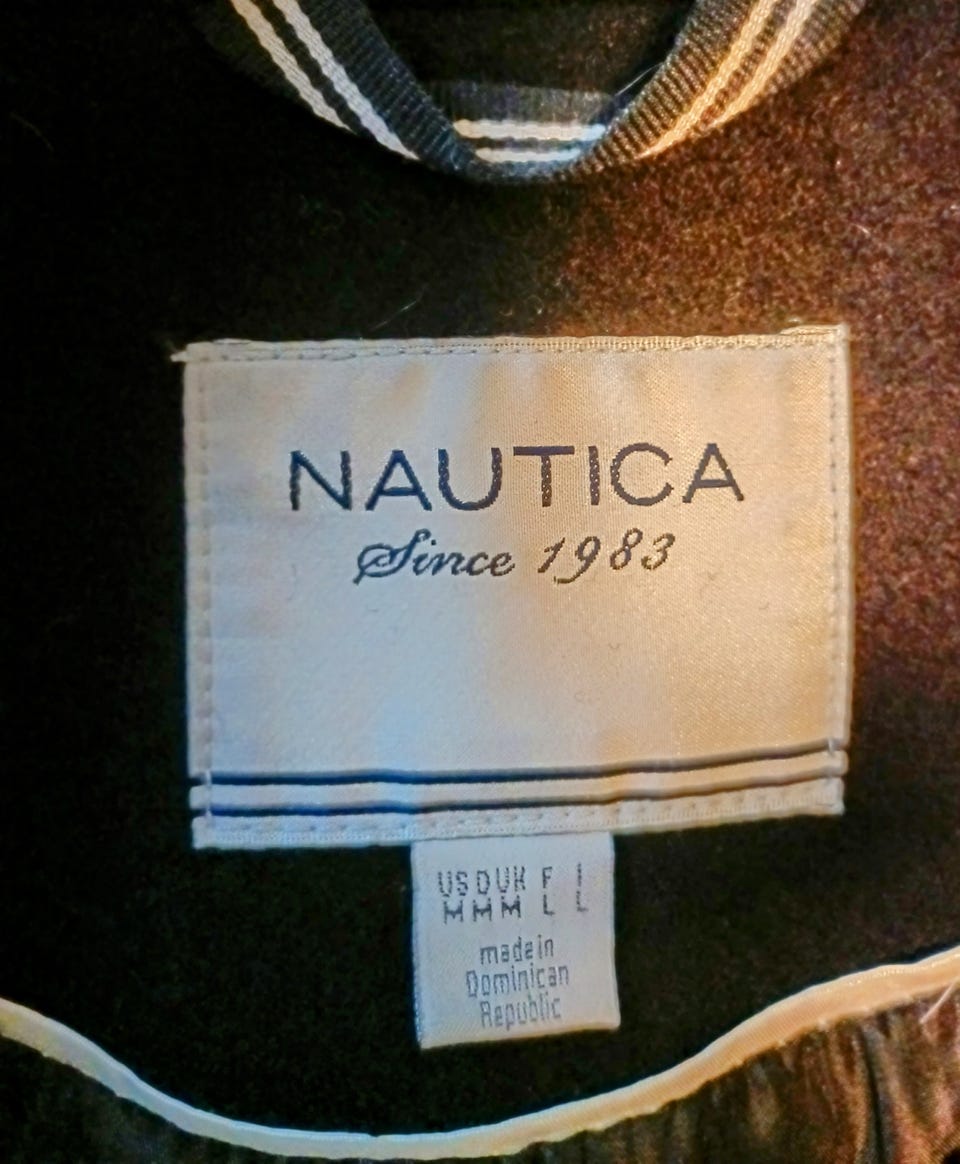 NAUTICA
Since 1983
US D UK F I
M M M L L
made in
Dominican
Republic